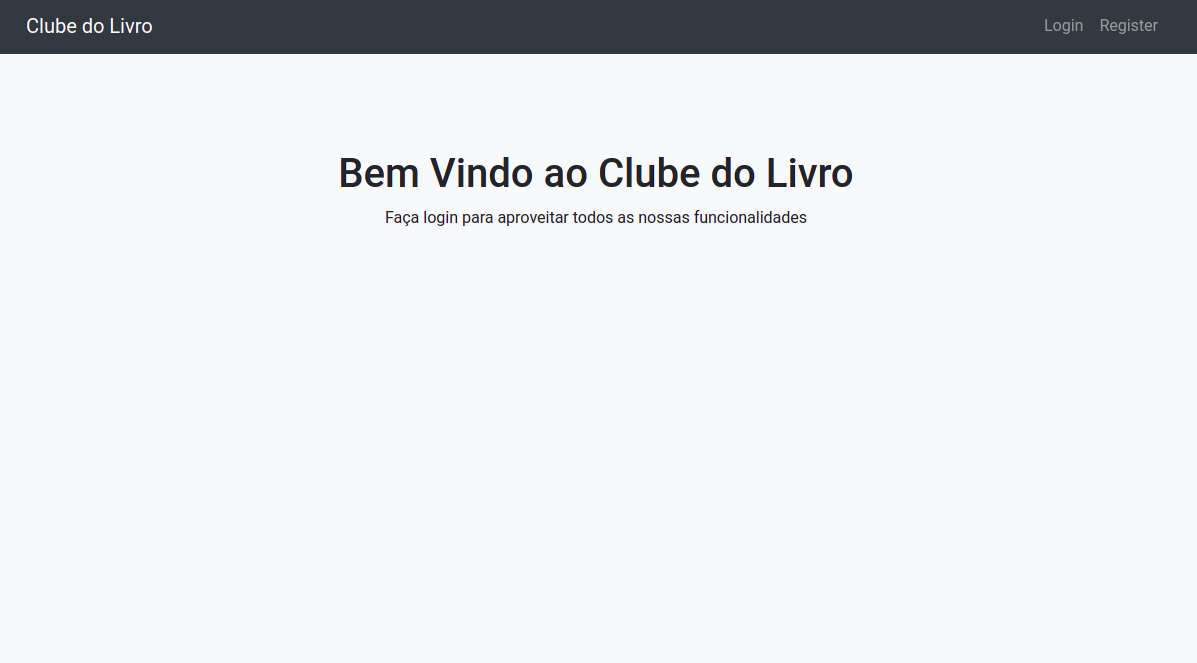 Clube do Livro
Login Register
Bem Vindo ao Clube do Livro
Faça login para aproveitar todos as nossas funcionalidades